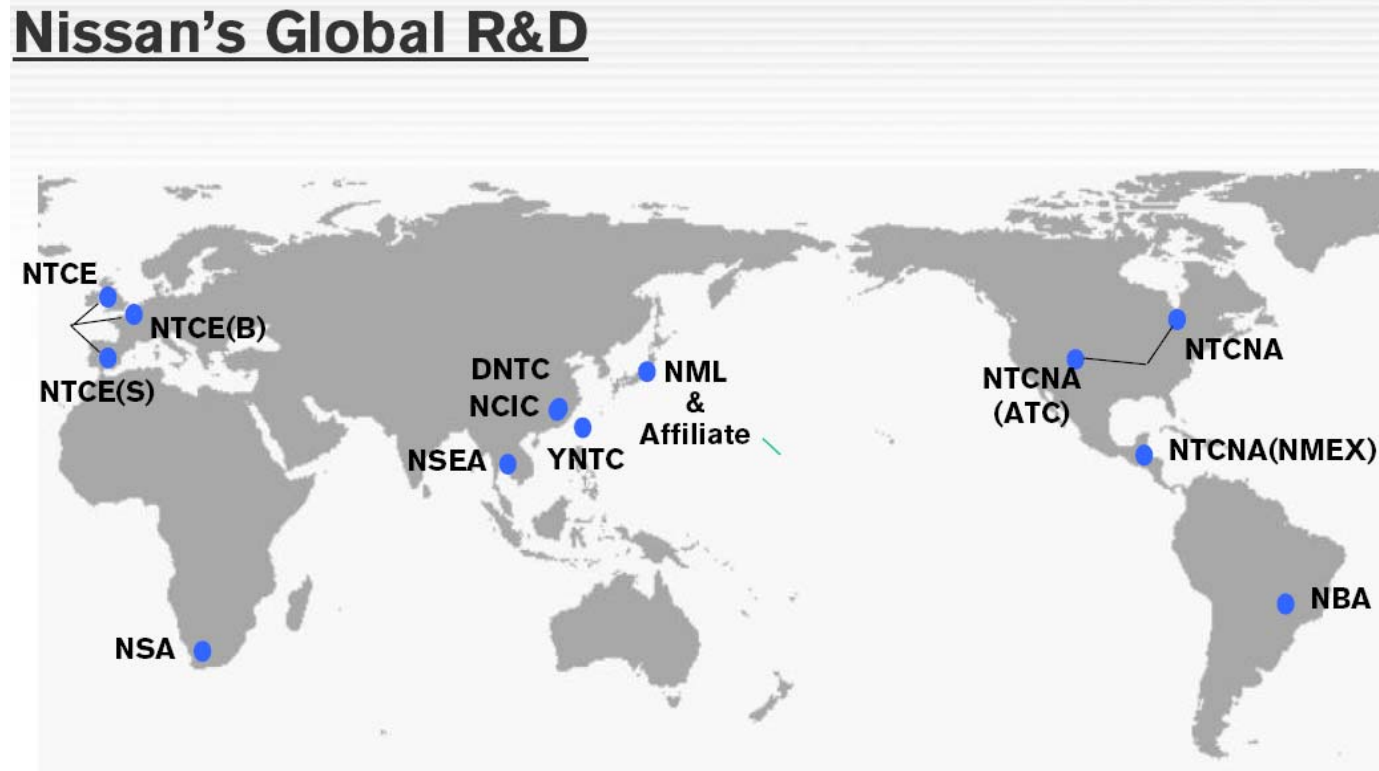 Nissan's Global R&D
NTCE
NTCE(B)
NTCE(S)
DNTC
NCIC
NML
&
Affiliate
NSEA
YNTC
NSA
NTCNA
NTCNA
(ATC)
NTCNA(NMEX)
NBA